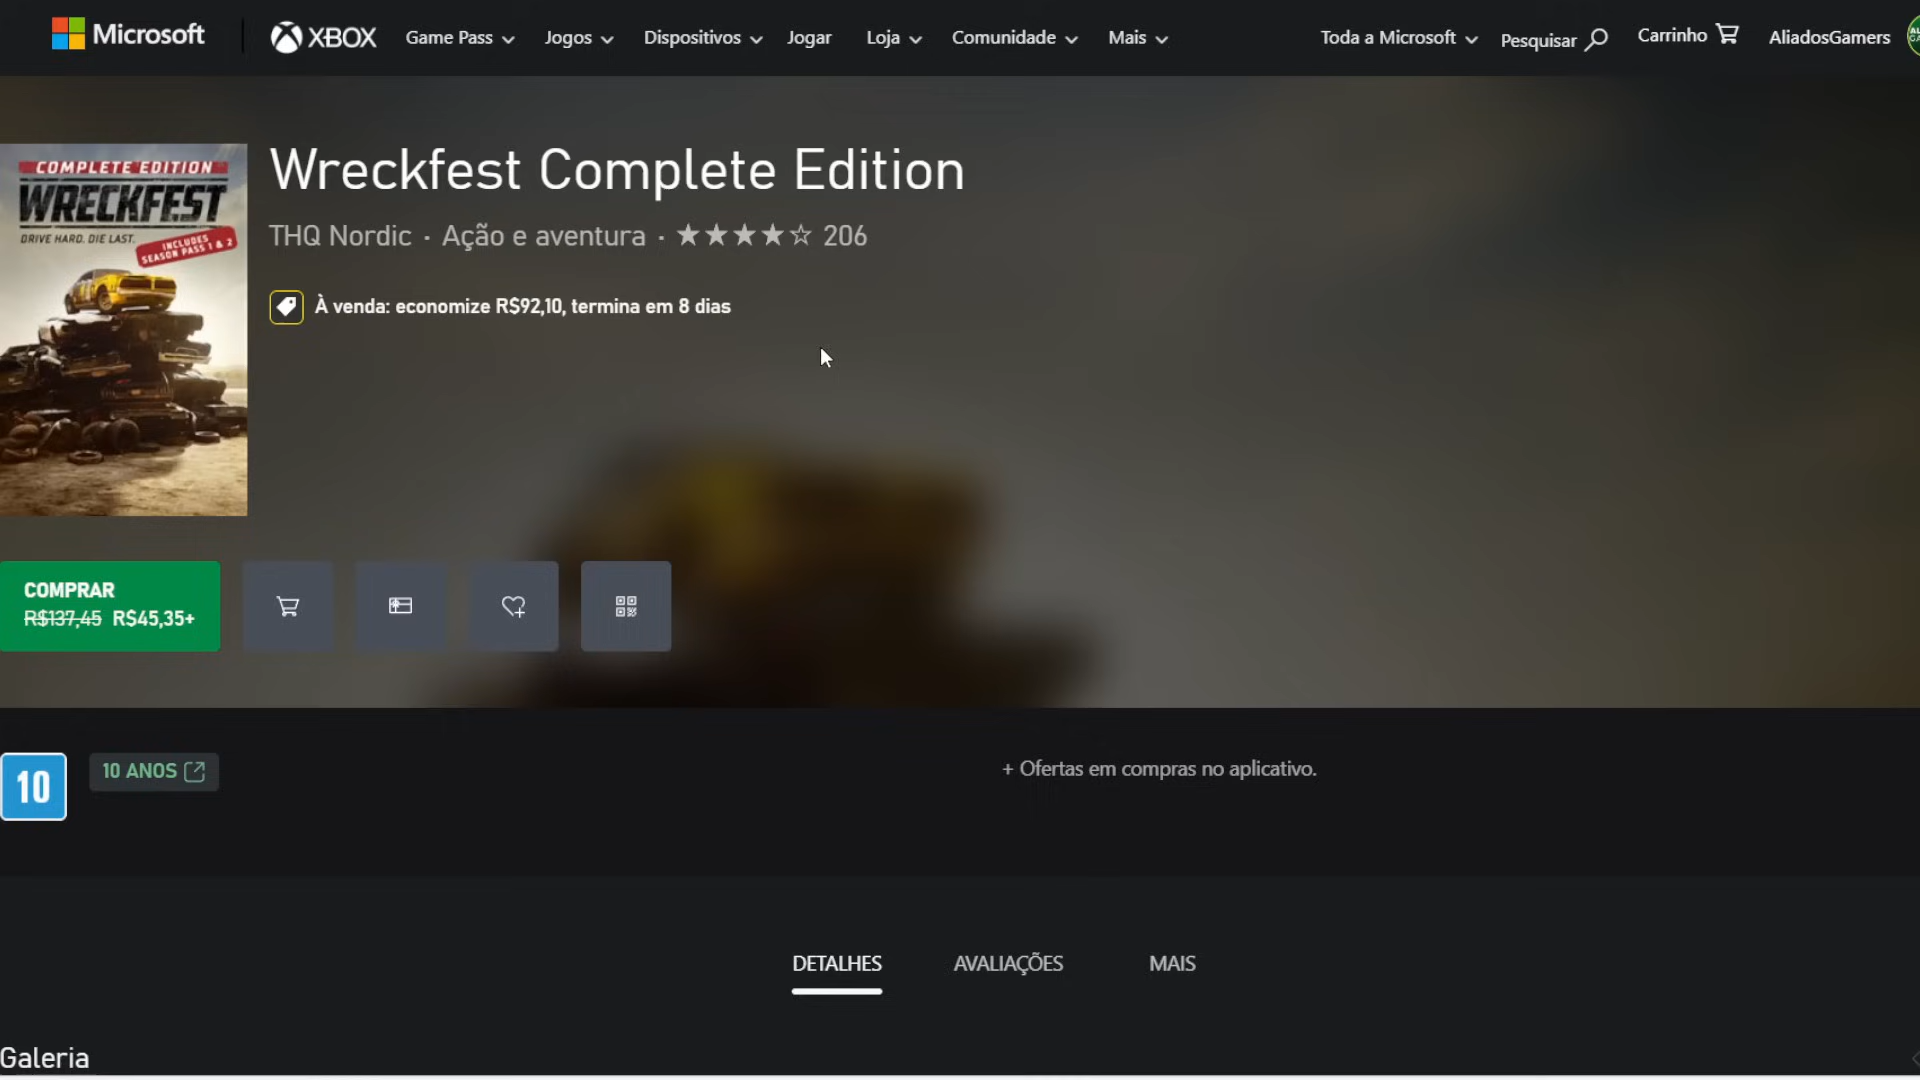 Microsoft
XBOX
Game Pass
Jogos
Dispositivos
Jogar
Loja
Comunidade
Mais
Toda a Microsoft
Pesquisar
Carrinho
AliadosGamers
COMPLETE EDITION
WRECKFEST
DRIVE HARD. DIE LAST.
INCLUDES
SEASON PASS 1 & 2
Wreckfest Complete Edition
THQ Nordic · Ação e aventura · ★★★★☆ 206
À venda: economize R$92,10, termina em 8 dias
COMPRAR
R$137,45 R$45,35+
10
10 ANOS
+ Ofertas em compras no aplicativo.
DETALHES
AVALIAÇÕES
MAIS
Galeria